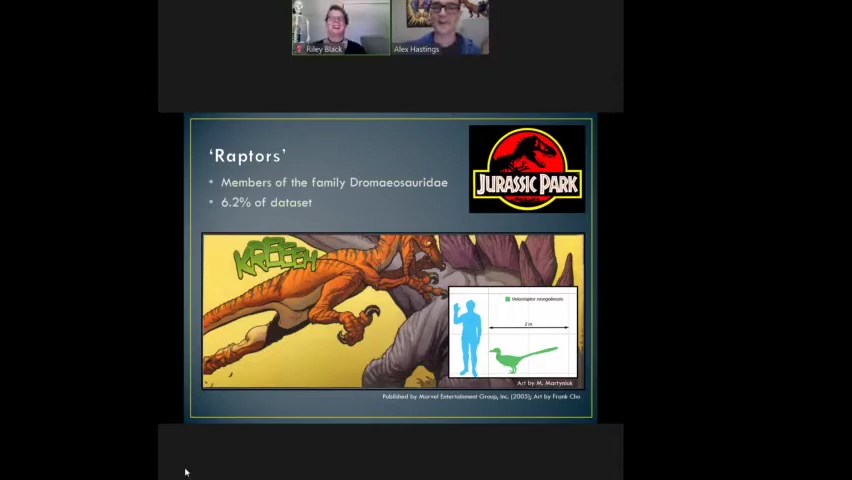 Riley Black
Alex Hastings
'Raptors'
JURASSIC PARK
• Members of the family Dromaeosauridae
• 6.2% of dataset
KREEEH
Velociraptor mongoliensis
2 m
Art by M. Martyniuk
Published by Marvel Entertainment Group, Inc. (2005); Art by Frank Cho